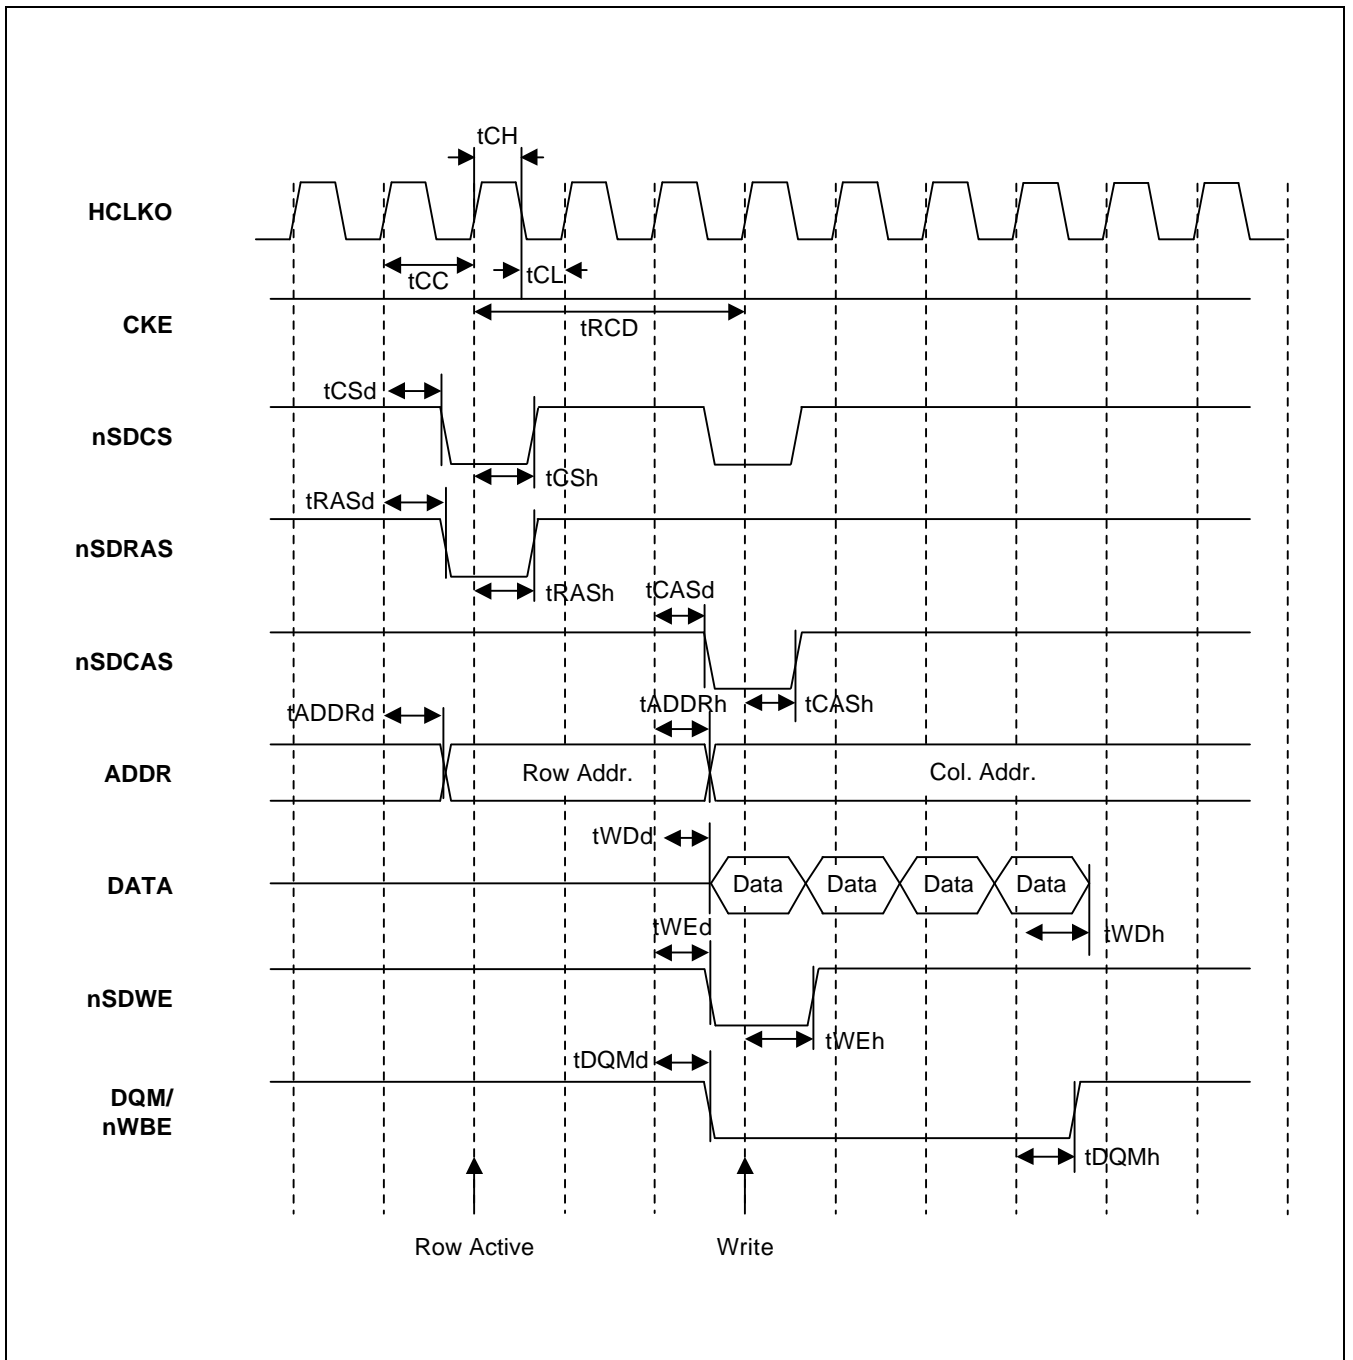 tCH
HCLKO
tCC
tCL
CKE
tRCD
tCSd
nSDCS
tCSh
tRASd
nSDRAS
tRASh
tCASd
nSDCAS
tADDRh
tCASh
tADDRd
ADDR
Row Addr.
Col. Addr.
tWDd
DATA
Data Data Data Data
tWEd
tWDh
nSDWE
tWEh
tDQMd
DQM/
nWBE
tDQMh
Row Active
Write